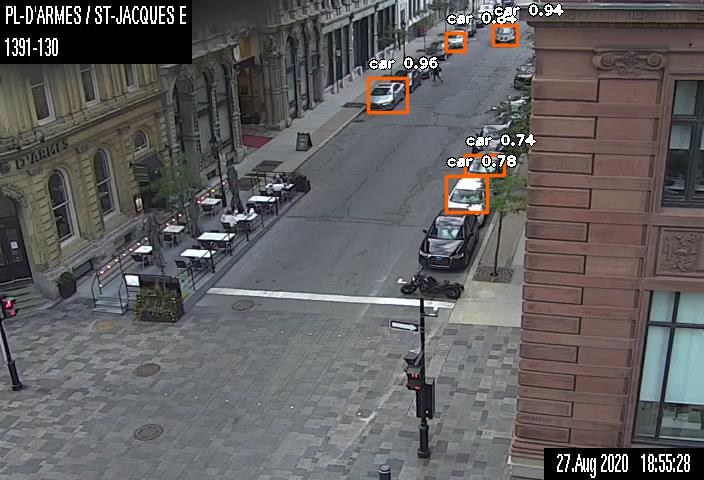 PL-D'ARMES / ST-JACQUES E
1391-130
car 0.84
car 0.94
car 0.96
car 0.74
car 0.78
D'ARMES
27.Aug 2020 18:55:28